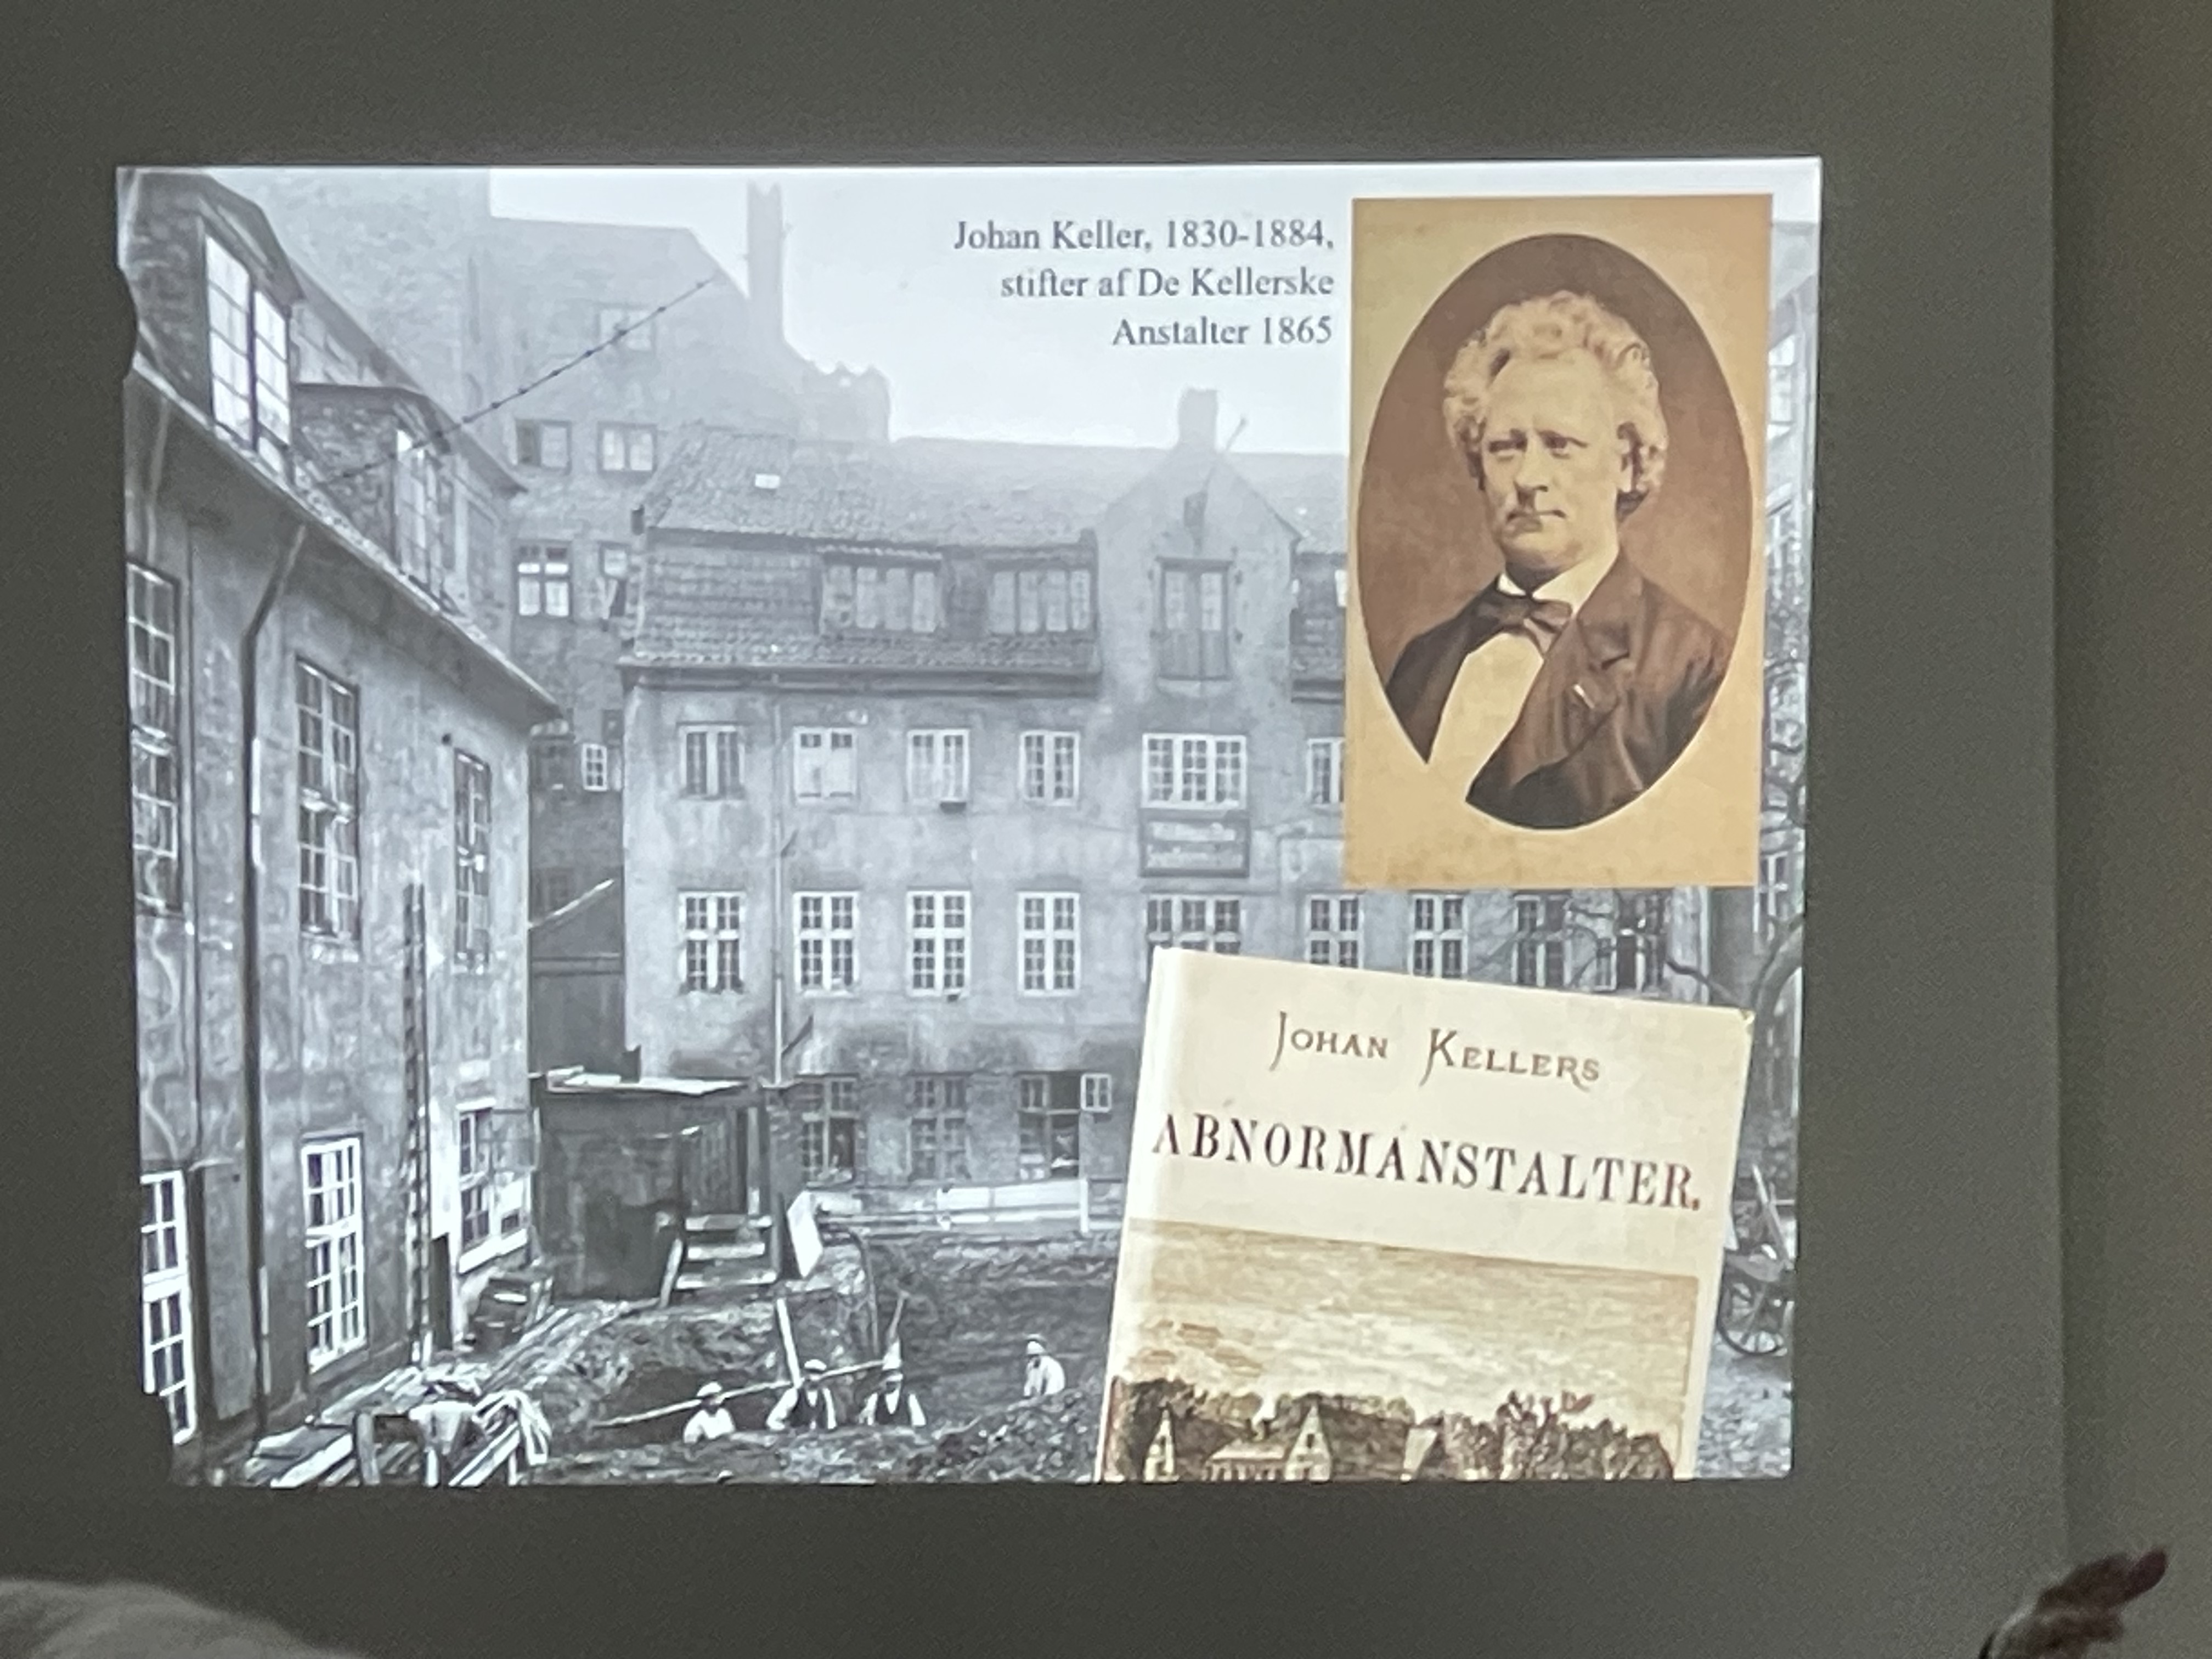 Johan Keller, 1830-1884,
stifter af De Kellerske
Anstalter 1865
JOHAN KELLERS
ABNORMANSTALTER.